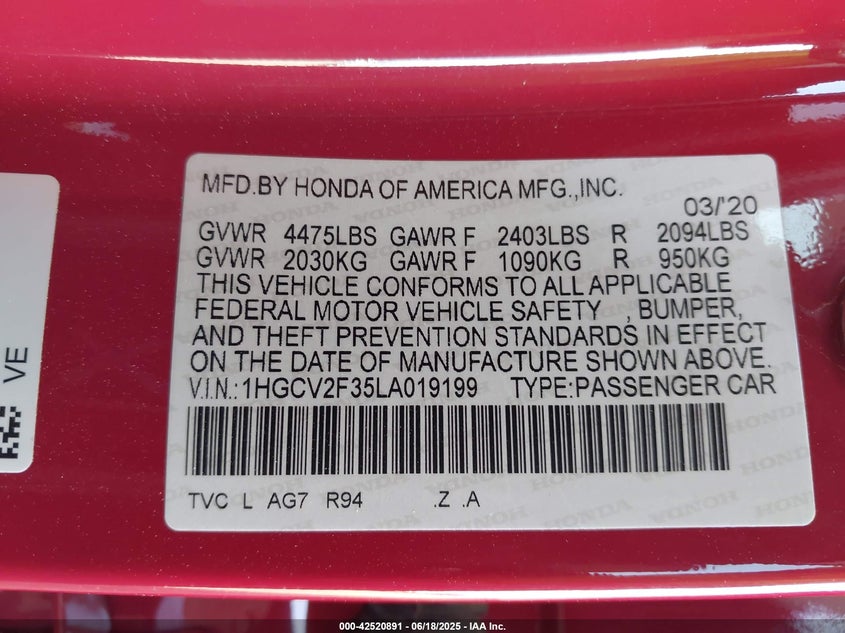 MFD.BY HONDA OF AMERICA MFG.,INC.
03/'20
GVWR 4475LBS GAWR F 2403LBS R 2094LBS
GVWR 2030KG GAWR F 1090KG R 950KG
THIS VEHICLE CONFORMS TO ALL APPLICABLE
FEDERAL MOTOR VEHICLE SAFETY , BUMPER,
AND THEFT PREVENTION STANDARDS IN EFFECT
ON THE DATE OF MANUFACTURE SHOWN ABOVE.
V.I.N.:1HGCV2F35LA019199 TYPE:PASSENGER CAR
TVC L AG7 R94 .Z .A
VE
000-42520891 - 06/18/2025 - IAA Inc.